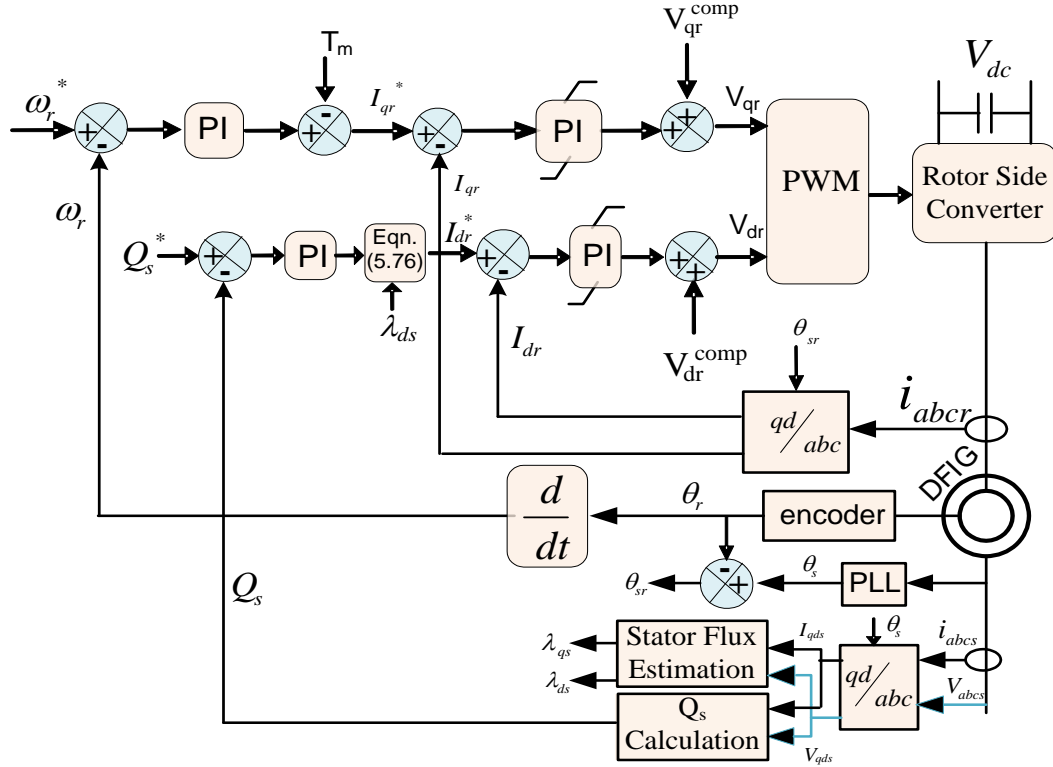 T_m
V_qr^comp
V_dc
ω_r^*
+
-
PI
-
+
I_qr^*
+
-
PI
+
+
V_qr
PWM
Rotor Side
Converter
ω_r
I_qr
Q_s^*
+
-
PI
Eqn.
(5.76)
I_dr^*
+
-
PI
+
+
V_dr
λ_ds
I_dr
V_dr^comp
θ_sr
qd/abc
i_abcr
DFIG
d/dt
θ_r
encoder
Q_s
θ_sr
-
+
θ_s
PLL
λ_qs
λ_ds
Stator Flux
Estimation
I_qds
θ_s
qd/abc
i_abcs
V_abcs
Q_s
Calculation
V_qds